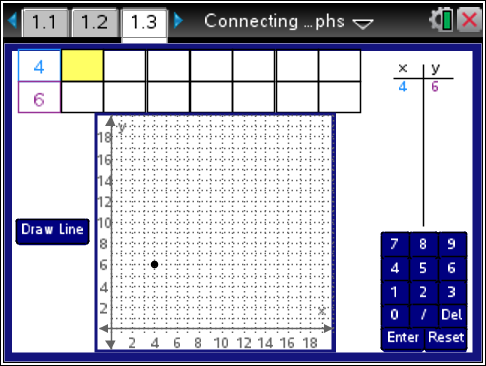 1.1 1.2 1.3 Connecting ...phs
4
6
x y
4 6
y
18
16
14
12
10
8
6
4
2
x
2 4 6 8 10 12 14 16 18
Draw Line
7 8 9
4 5 6
1 2 3
0 / Del
Enter Reset